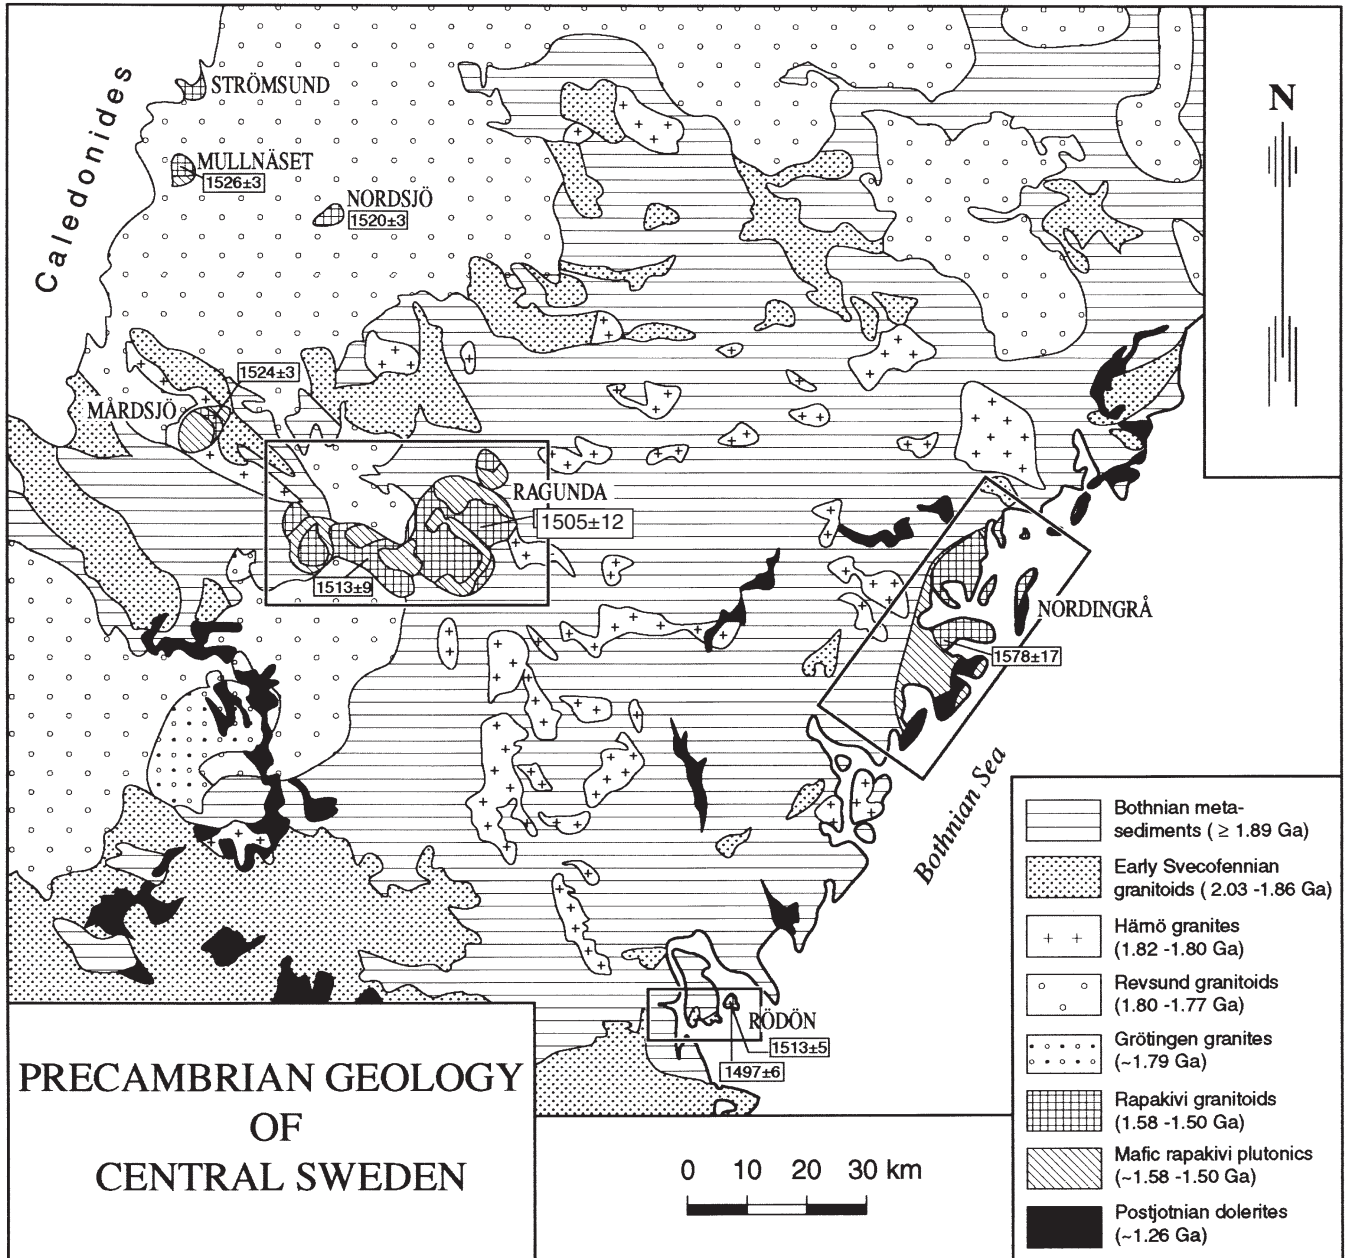 STRÖMSUND
N
Caledonides
MULLNÄSET
1526±3
NORDSJÖ
1520±3
1524±3
MÅRDSJÖ
RAGUNDA
1505±12
1513±9
NORDINGRÅ
1578±17
Bothnian Sea
RÖDÖN
1513±5
1497±6
PRECAMBRIAN GEOLOGY
OF
CENTRAL SWEDEN
0 10 20 30 km
Bothnian meta-
sediments ( ≥ 1.89 Ga)
Early Svecofennian
granitoids ( 2.03 -1.86 Ga)
Härnö granites
(1.82 -1.80 Ga)
Revsund granitoids
(1.80 -1.77 Ga)
Grötingen granites
(~1.79 Ga)
Rapakivi granitoids
(1.58 -1.50 Ga)
Mafic rapakivi plutonics
(~1.58 -1.50 Ga)
Postjotnian dolerites
(~1.26 Ga)